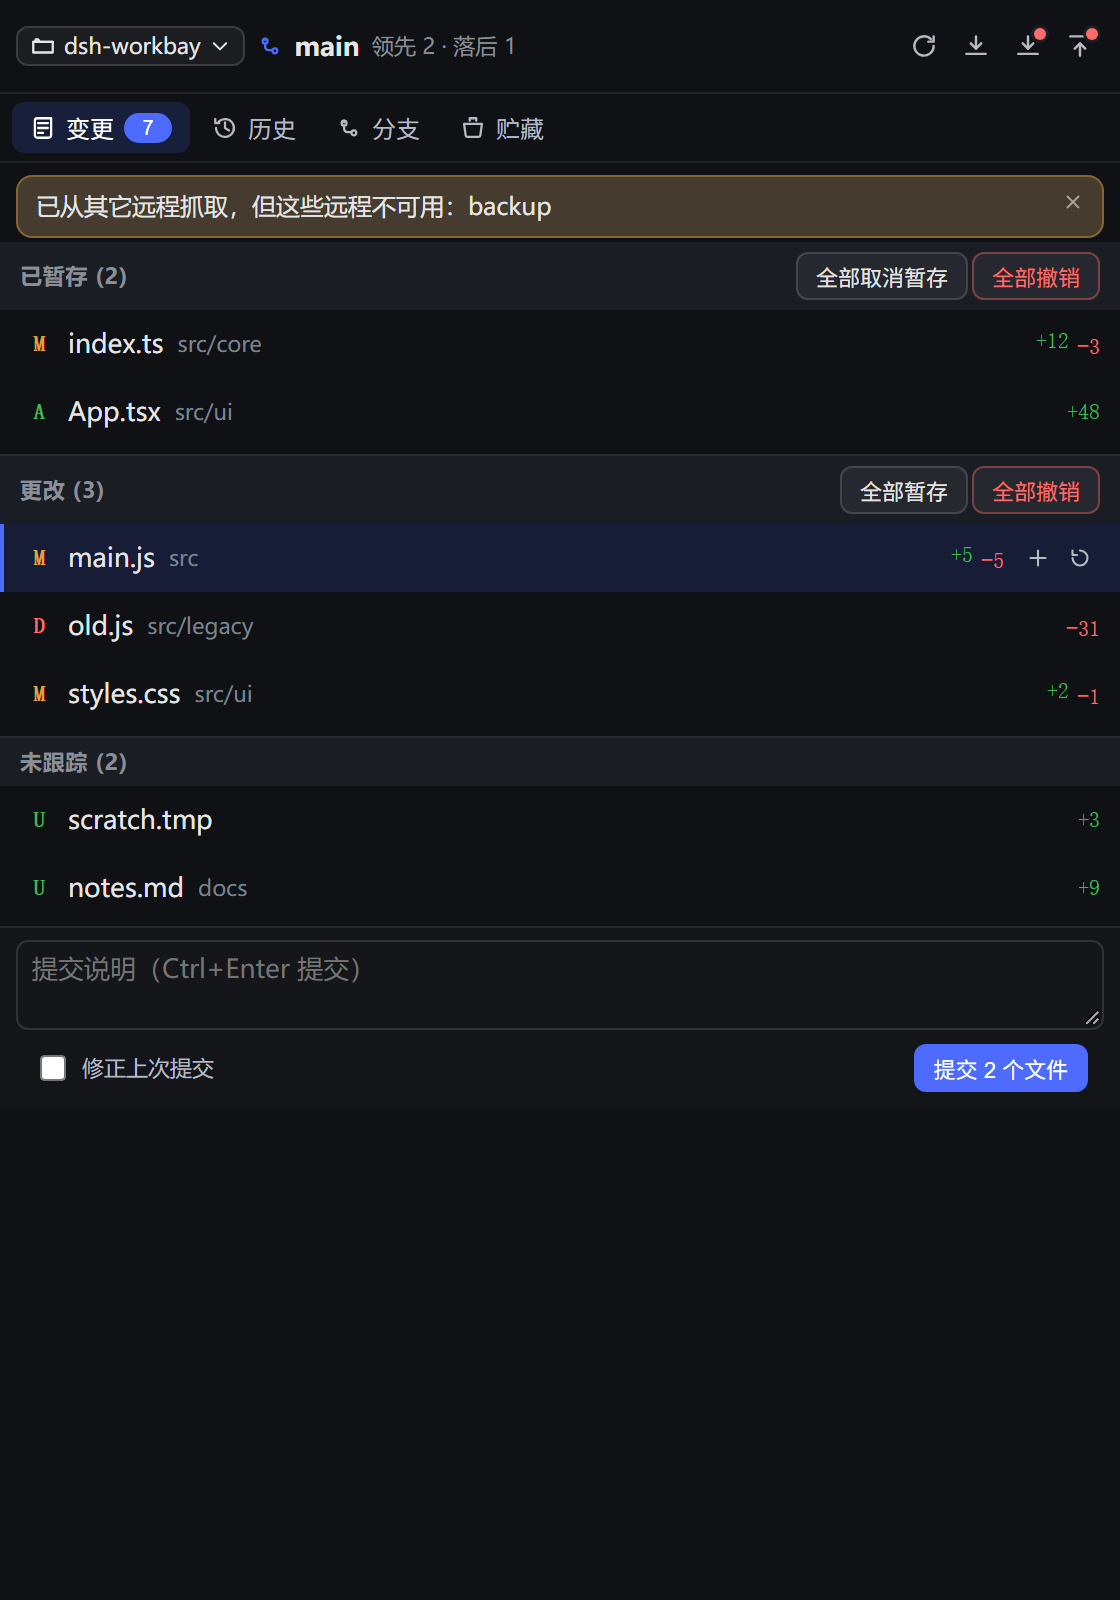 dsh-workbay main 领先 2 · 落后 1
变更 7 历史 分支 贮藏
已从其它远程抓取，但这些远程不可用：backup
已暂存 (2) 全部取消暂存 全部撤销
M index.ts src/core +12 −3
A App.tsx src/ui +48
更改 (3) 全部暂存 全部撤销
M main.js src +5 −5
D old.js src/legacy −31
M styles.css src/ui +2 −1
未跟踪 (2)
U scratch.tmp +3
U notes.md docs +9
提交说明（Ctrl+Enter 提交）
修正上次提交 提交 2 个文件